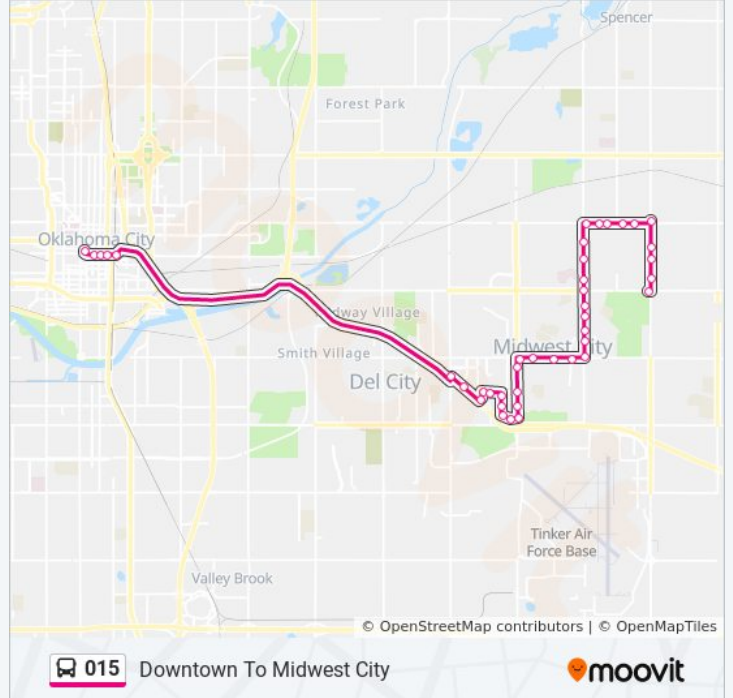 Spencer
Forest Park
Oklahoma City
dway Village
Smith Village
Midwest City
Del City
Tinker Air
Force Base
Valley Brook
© OpenStreetMap contributors | © OpenMapTiles
015 Downtown To Midwest City
moovit